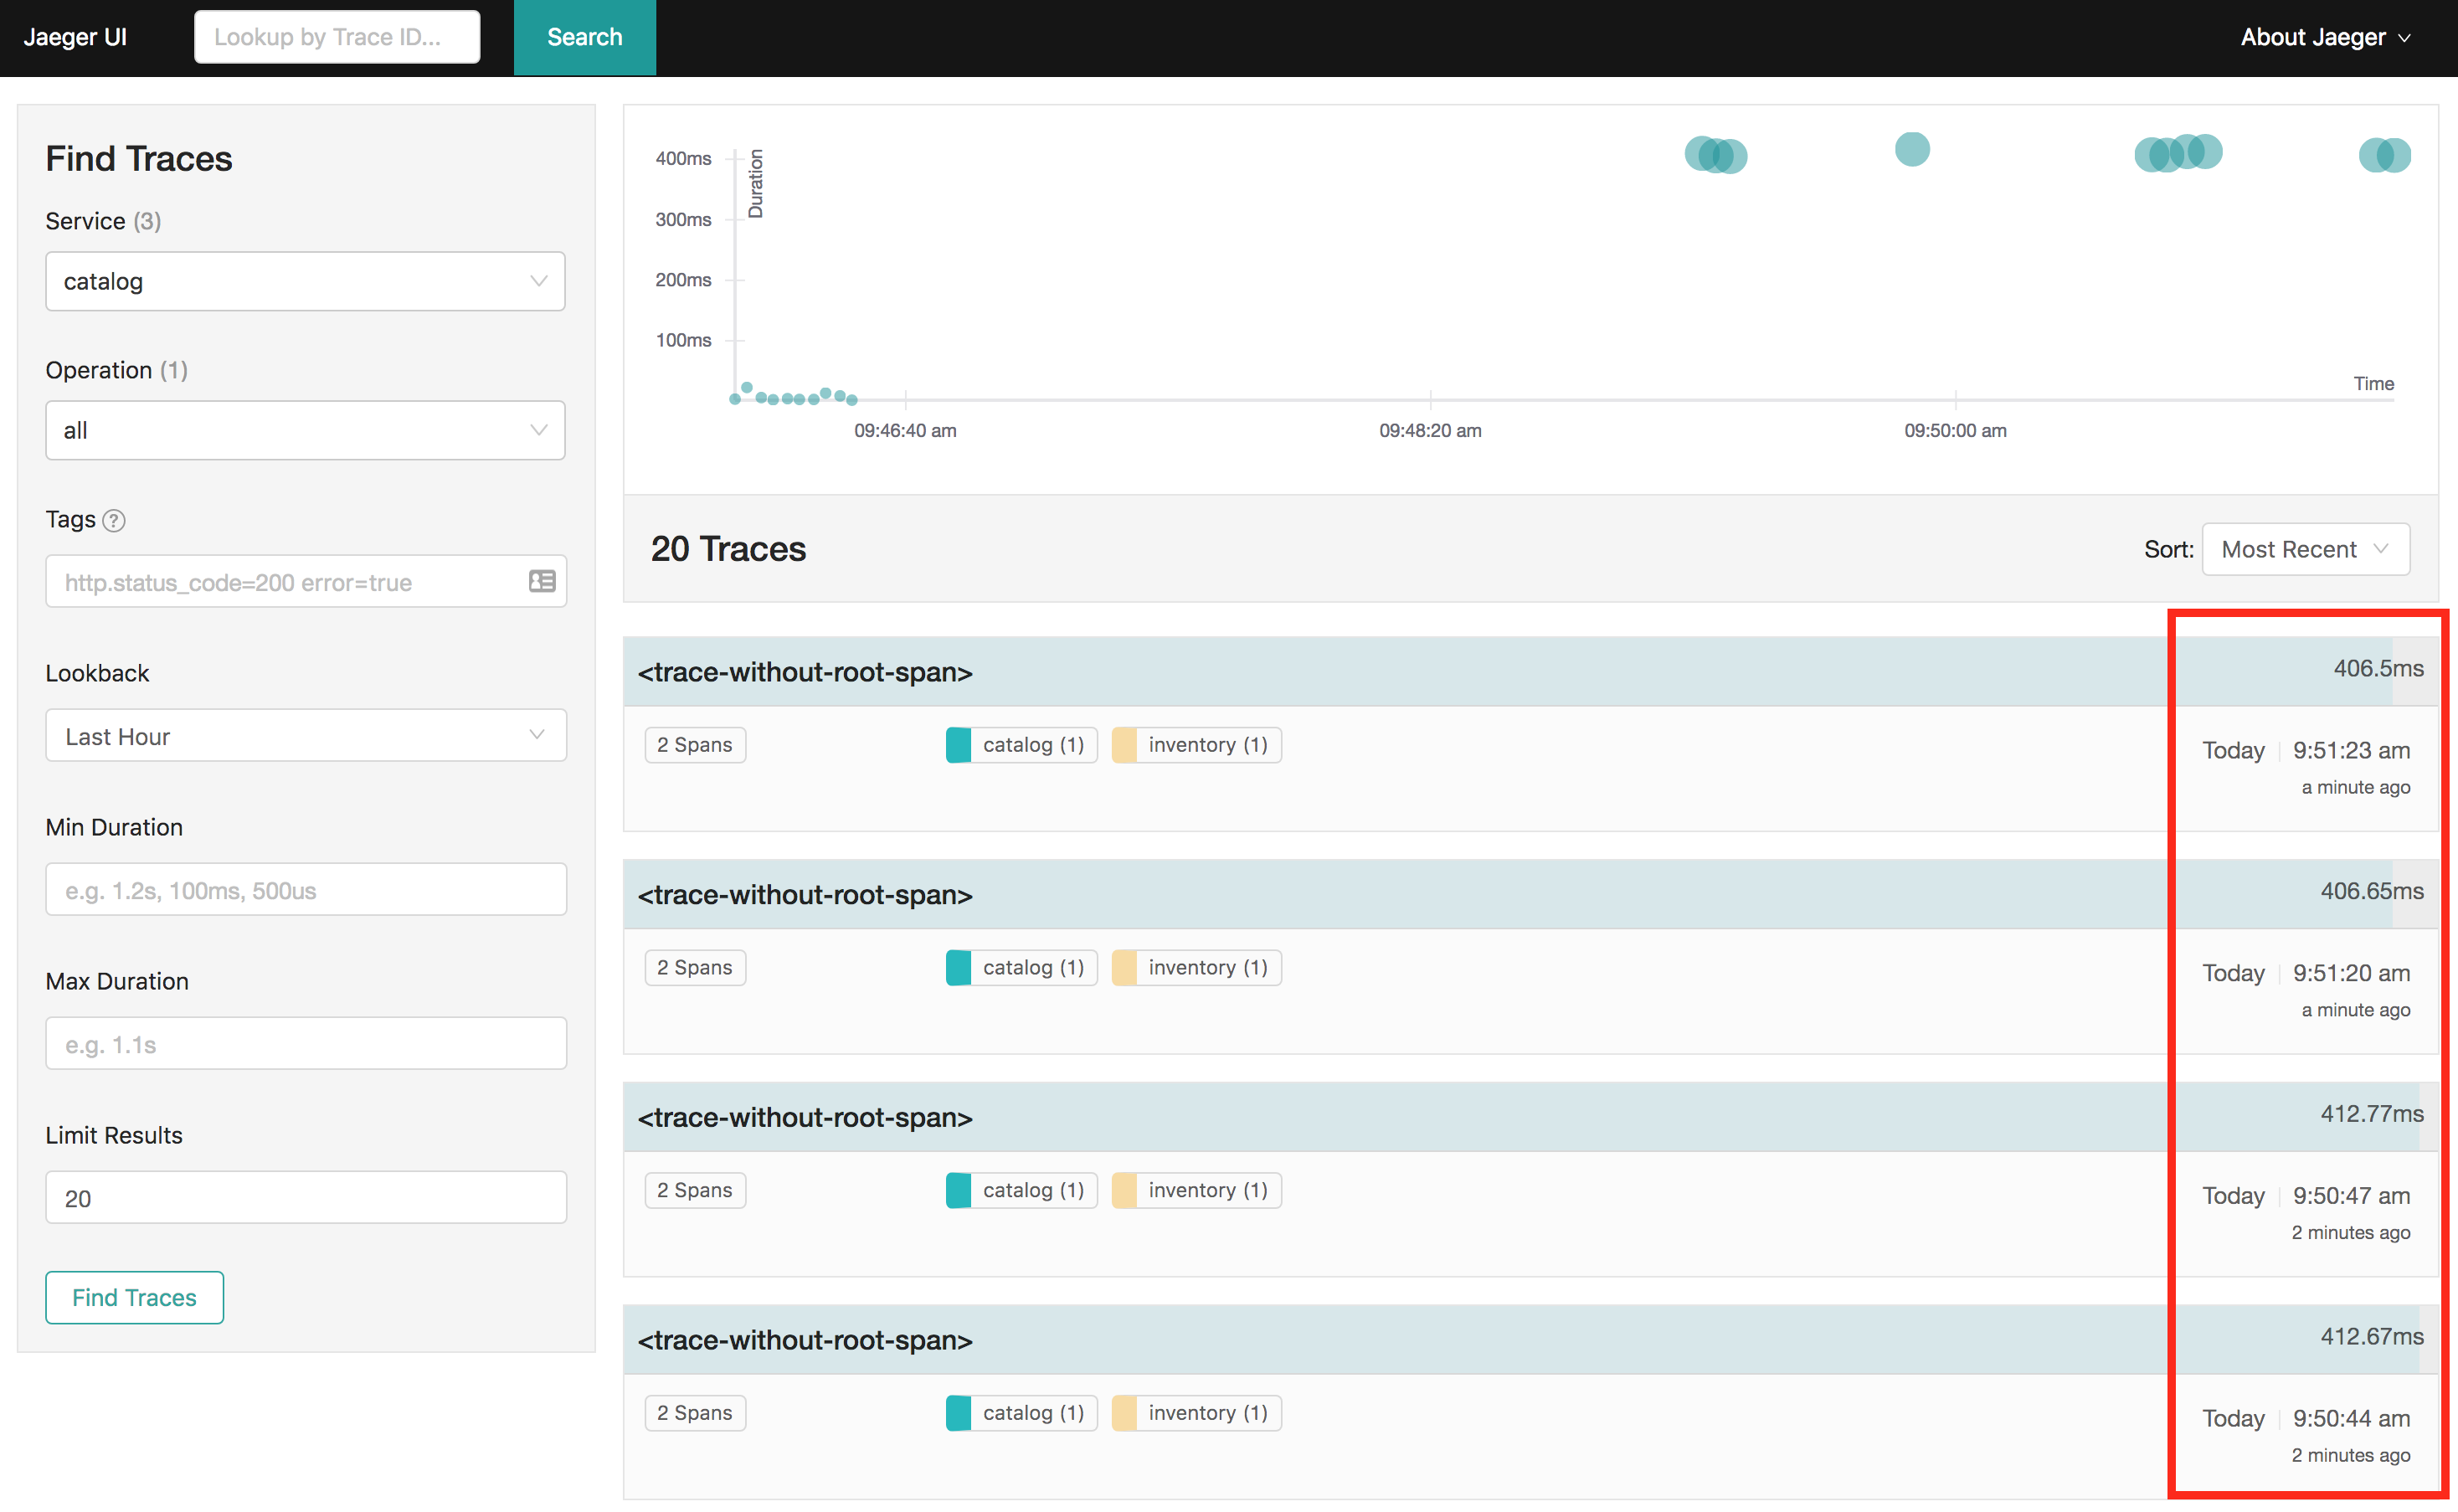 Jaeger UI
Lookup by Trace ID...
Search
About Jaeger
Find Traces
Service (3)
catalog
Operation (1)
all
Tags ?
http.status_code=200 error=true
Lookback
Last Hour
Min Duration
e.g. 1.2s, 100ms, 500us
Max Duration
e.g. 1.1s
Limit Results
20
Find Traces
Duration
400ms
300ms
200ms
100ms
Time
09:46:40 am
09:48:20 am
09:50:00 am
20 Traces
Sort: Most Recent
<trace-without-root-span> 406.5ms
2 Spans catalog (1) inventory (1) Today 9:51:23 am
a minute ago
<trace-without-root-span> 406.65ms
2 Spans catalog (1) inventory (1) Today 9:51:20 am
a minute ago
<trace-without-root-span> 412.77ms
2 Spans catalog (1) inventory (1) Today 9:50:47 am
2 minutes ago
<trace-without-root-span> 412.67ms
2 Spans catalog (1) inventory (1) Today 9:50:44 am
2 minutes ago